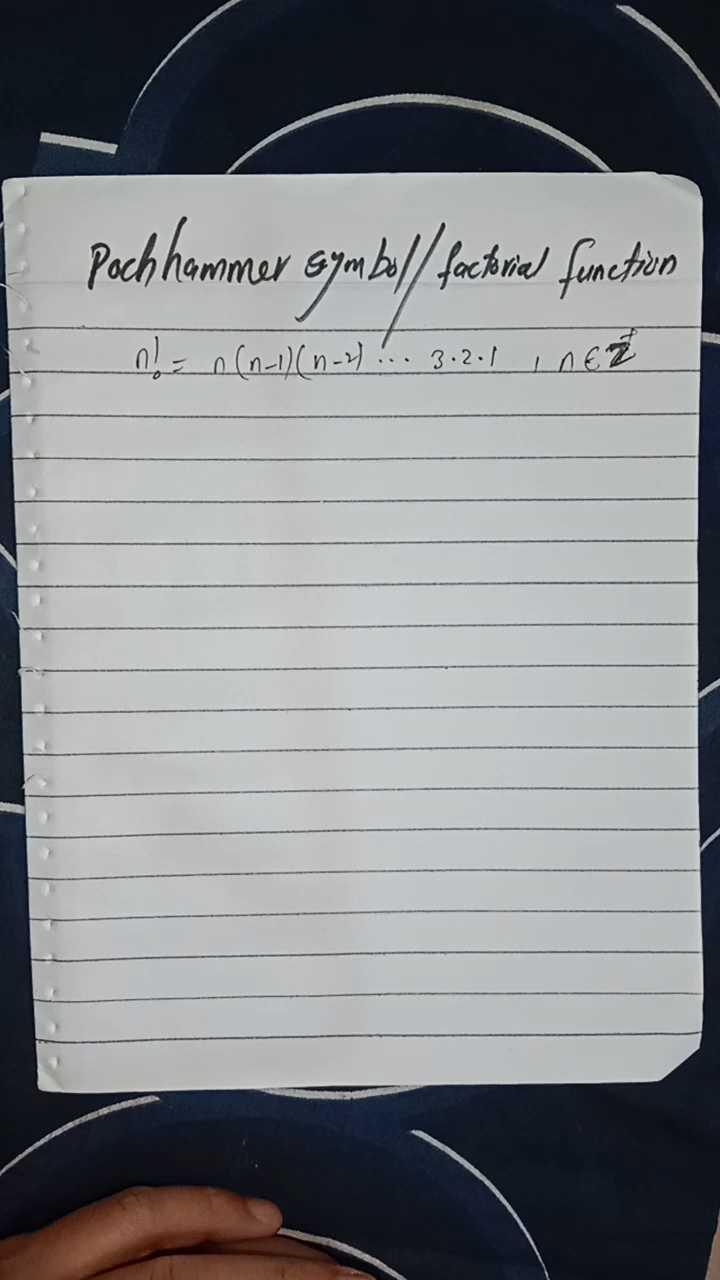 Pochhammer symbol/factorial function
n! = n(n-1)(n-2) ... 3.2.1 , n ∈ Z⁺